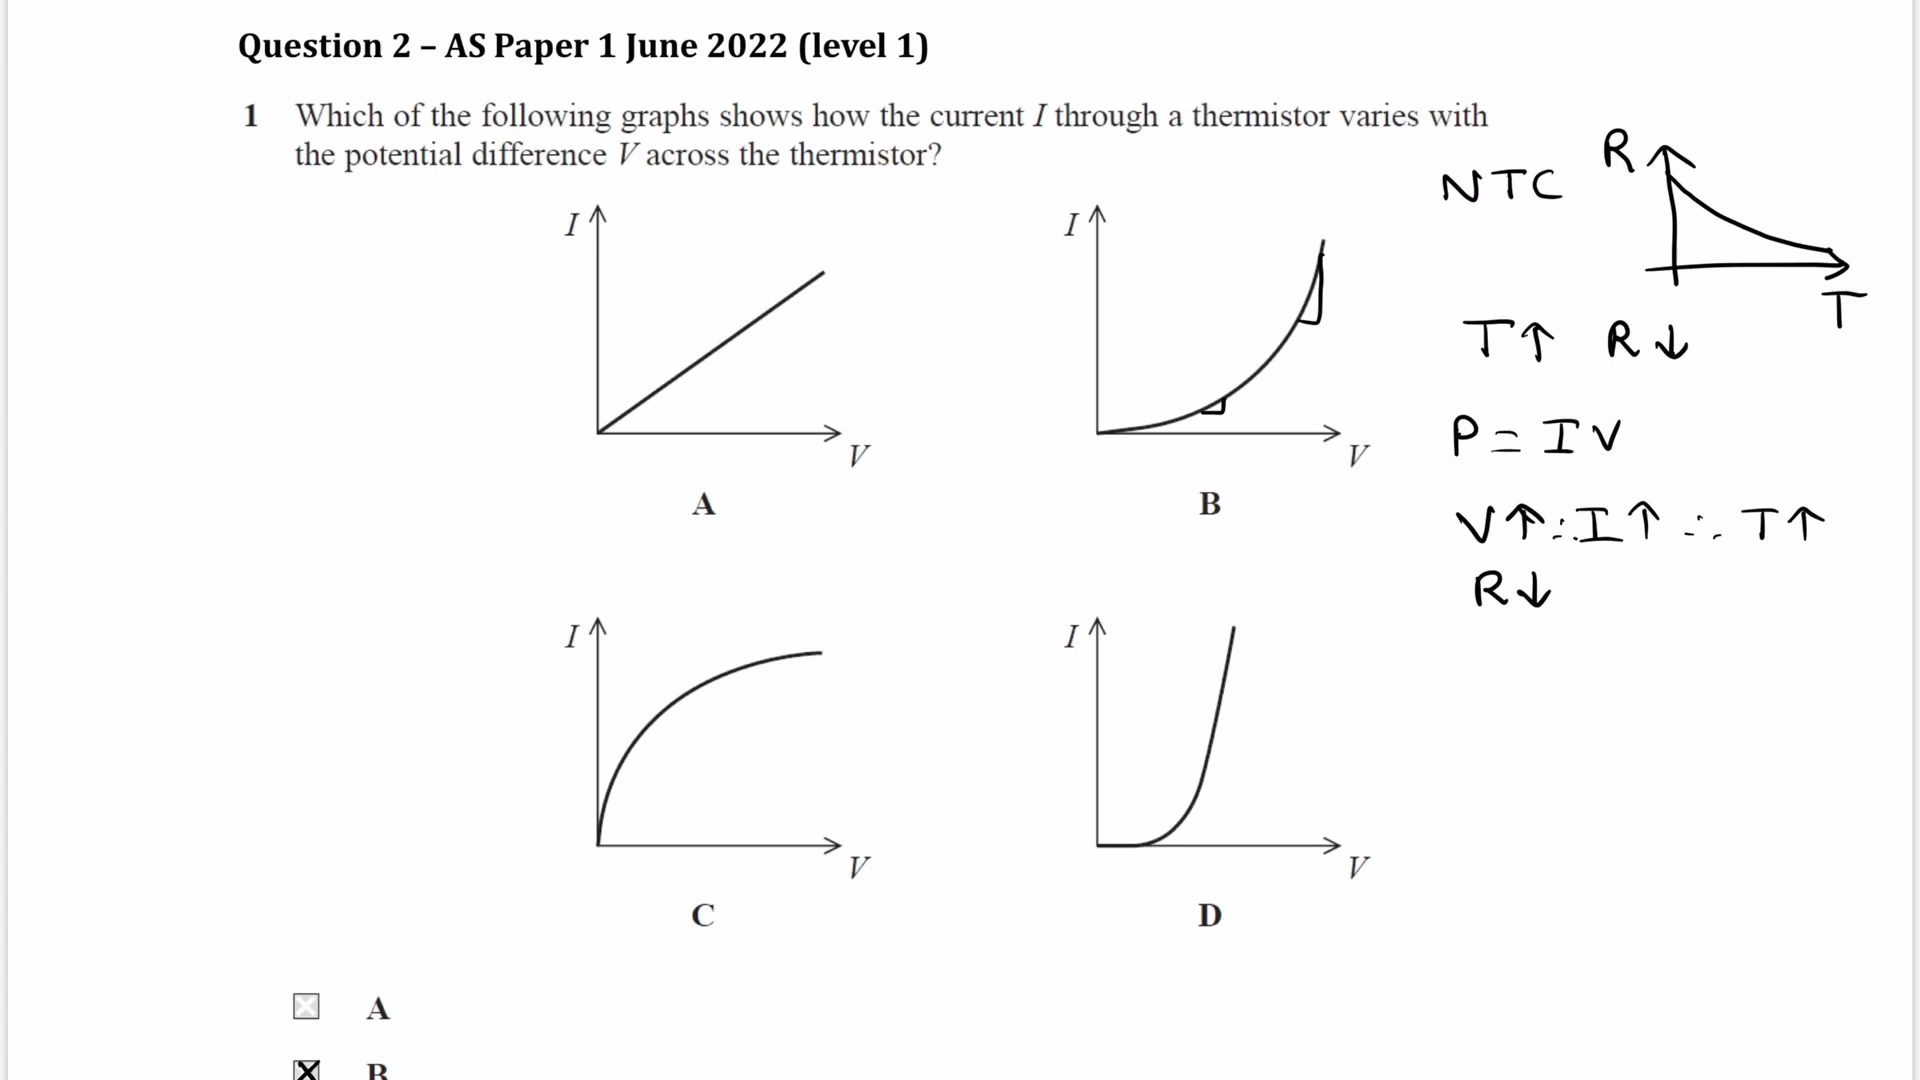 Question 2 – AS Paper 1 June 2022 (level 1)
1 Which of the following graphs shows how the current I through a thermistor varies with
the potential difference V across the thermistor?
NTC
R
T
T↑ R↓
P = IV
V↑ ∴ I↑ ∴ T↑
R↓
I
V
A
I
V
B
I
V
C
I
V
D
A
B